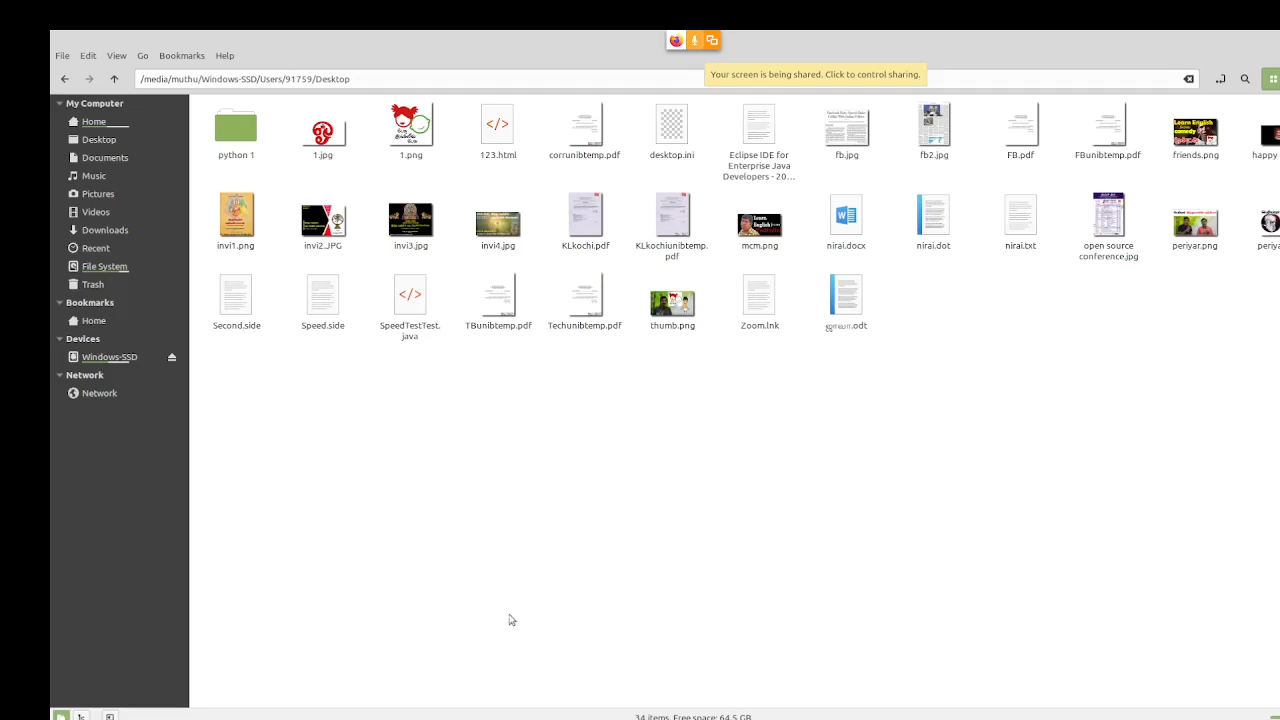 File Edit View Go Bookmarks Help
Your screen is being shared. Click to control sharing.
/media/muthu/Windows-SSD/Users/91759/Desktop
My Computer
Home
Desktop
Documents
Music
Pictures
Videos
Downloads
Recent
File System
Trash
Bookmarks
Home
Devices
Windows-SSD
Network
Network
python 1
1.jpg
1.png
123.html
corrunibtemp.pdf
desktop.ini
Eclipse IDE for
Enterprise Java
Developers - 20...
fb.jpg
fb2.jpg
FB.pdf
FBunibtemp.pdf
friends.png
happy
invi1.png
invi2.JPG
invi3.jpg
invi4.jpg
KLkochi.pdf
KLkochiunibtemp.
pdf
mcm.png
nirai.docx
nirai.dot
nirai.txt
open source
conference.jpg
periyar.png
periya
Second.side
Speed.side
SpeedTestTest.
java
TBunibtemp.pdf
Techunibtemp.pdf
thumb.png
Zoom.lnk
ஜாவா.odt
34 items, Free space: 64.5 GB